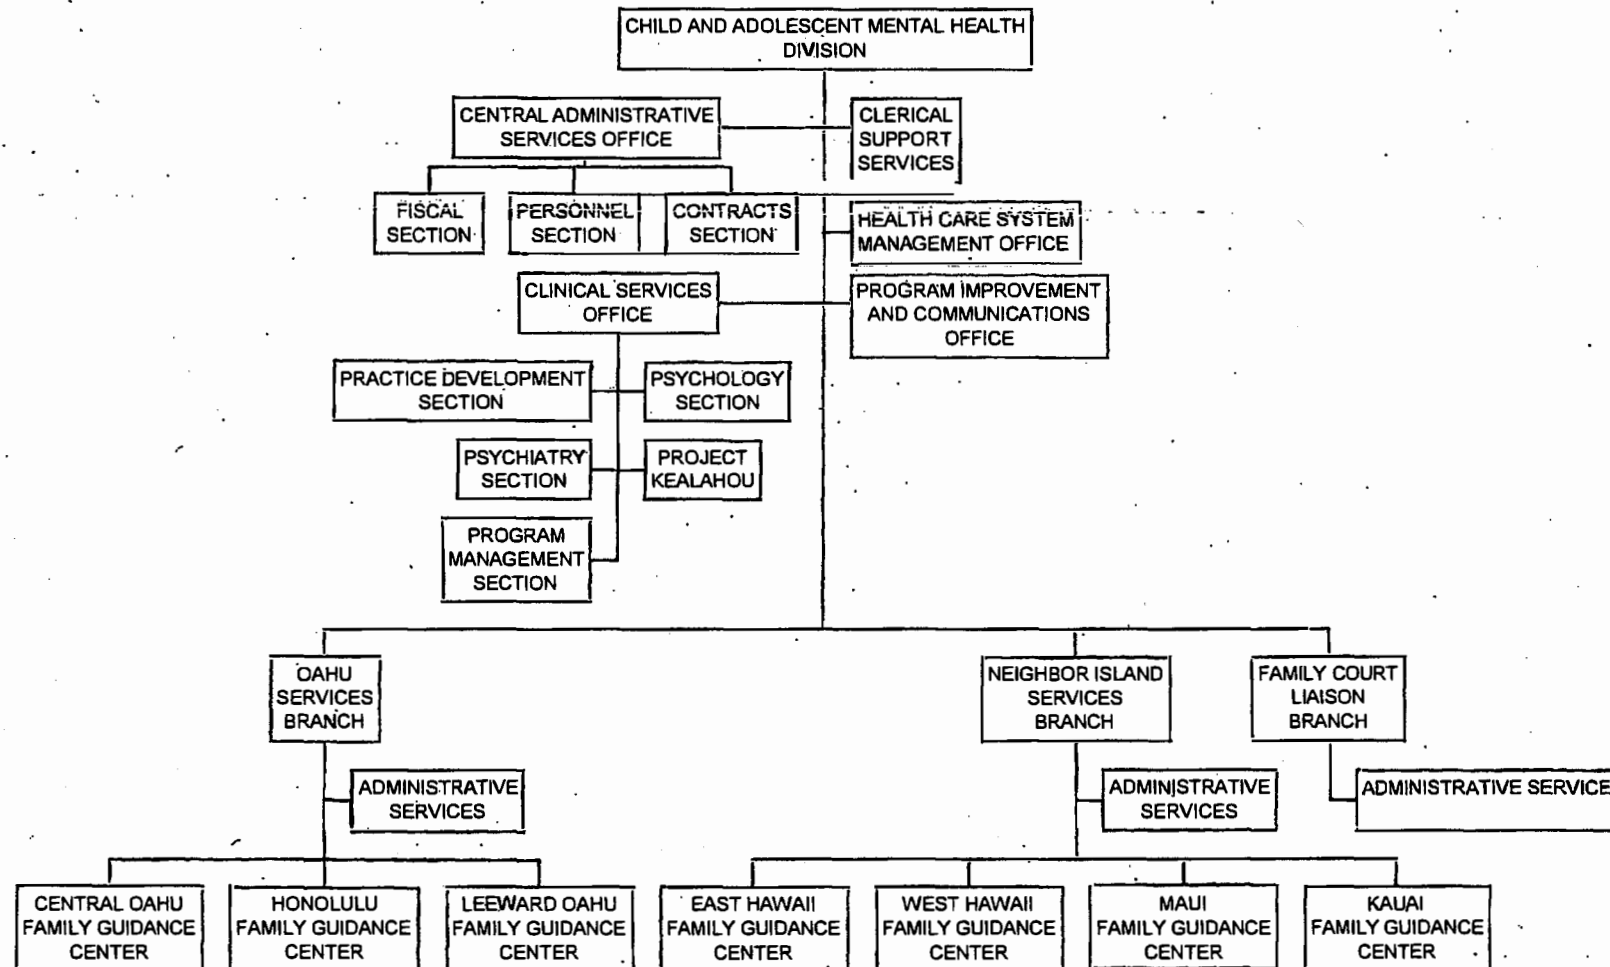 CHILD AND ADOLESCENT MENTAL HEALTH
DIVISION
CENTRAL ADMINISTRATIVE
SERVICES OFFICE
CLERICAL
SUPPORT
SERVICES
FISCAL
SECTION
PERSONNEL
SECTION
CONTRACTS
SECTION
HEALTH CARE SYSTEM
MANAGEMENT OFFICE
CLINICAL SERVICES
OFFICE
PROGRAM IMPROVEMENT
AND COMMUNICATIONS
OFFICE
PRACTICE DEVELOPMENT
SECTION
PSYCHOLOGY
SECTION
PSYCHIATRY
SECTION
PROJECT
KEALAHOU
PROGRAM
MANAGEMENT
SECTION
OAHU
SERVICES
BRANCH
NEIGHBOR ISLAND
SERVICES
BRANCH
FAMILY COURT
LIAISON
BRANCH
ADMINISTRATIVE
SERVICES
ADMINISTRATIVE
SERVICES
ADMINISTRATIVE SERVICE
CENTRAL OAHU
FAMILY GUIDANCE
CENTER
HONOLULU
FAMILY GUIDANCE
CENTER
LEEWARD OAHU
FAMILY GUIDANCE
CENTER
EAST HAWAII
FAMILY GUIDANCE
CENTER
WEST HAWAII
FAMILY GUIDANCE
CENTER
MAUI
FAMILY GUIDANCE
CENTER
KAUAI
FAMILY GUIDANCE
CENTER